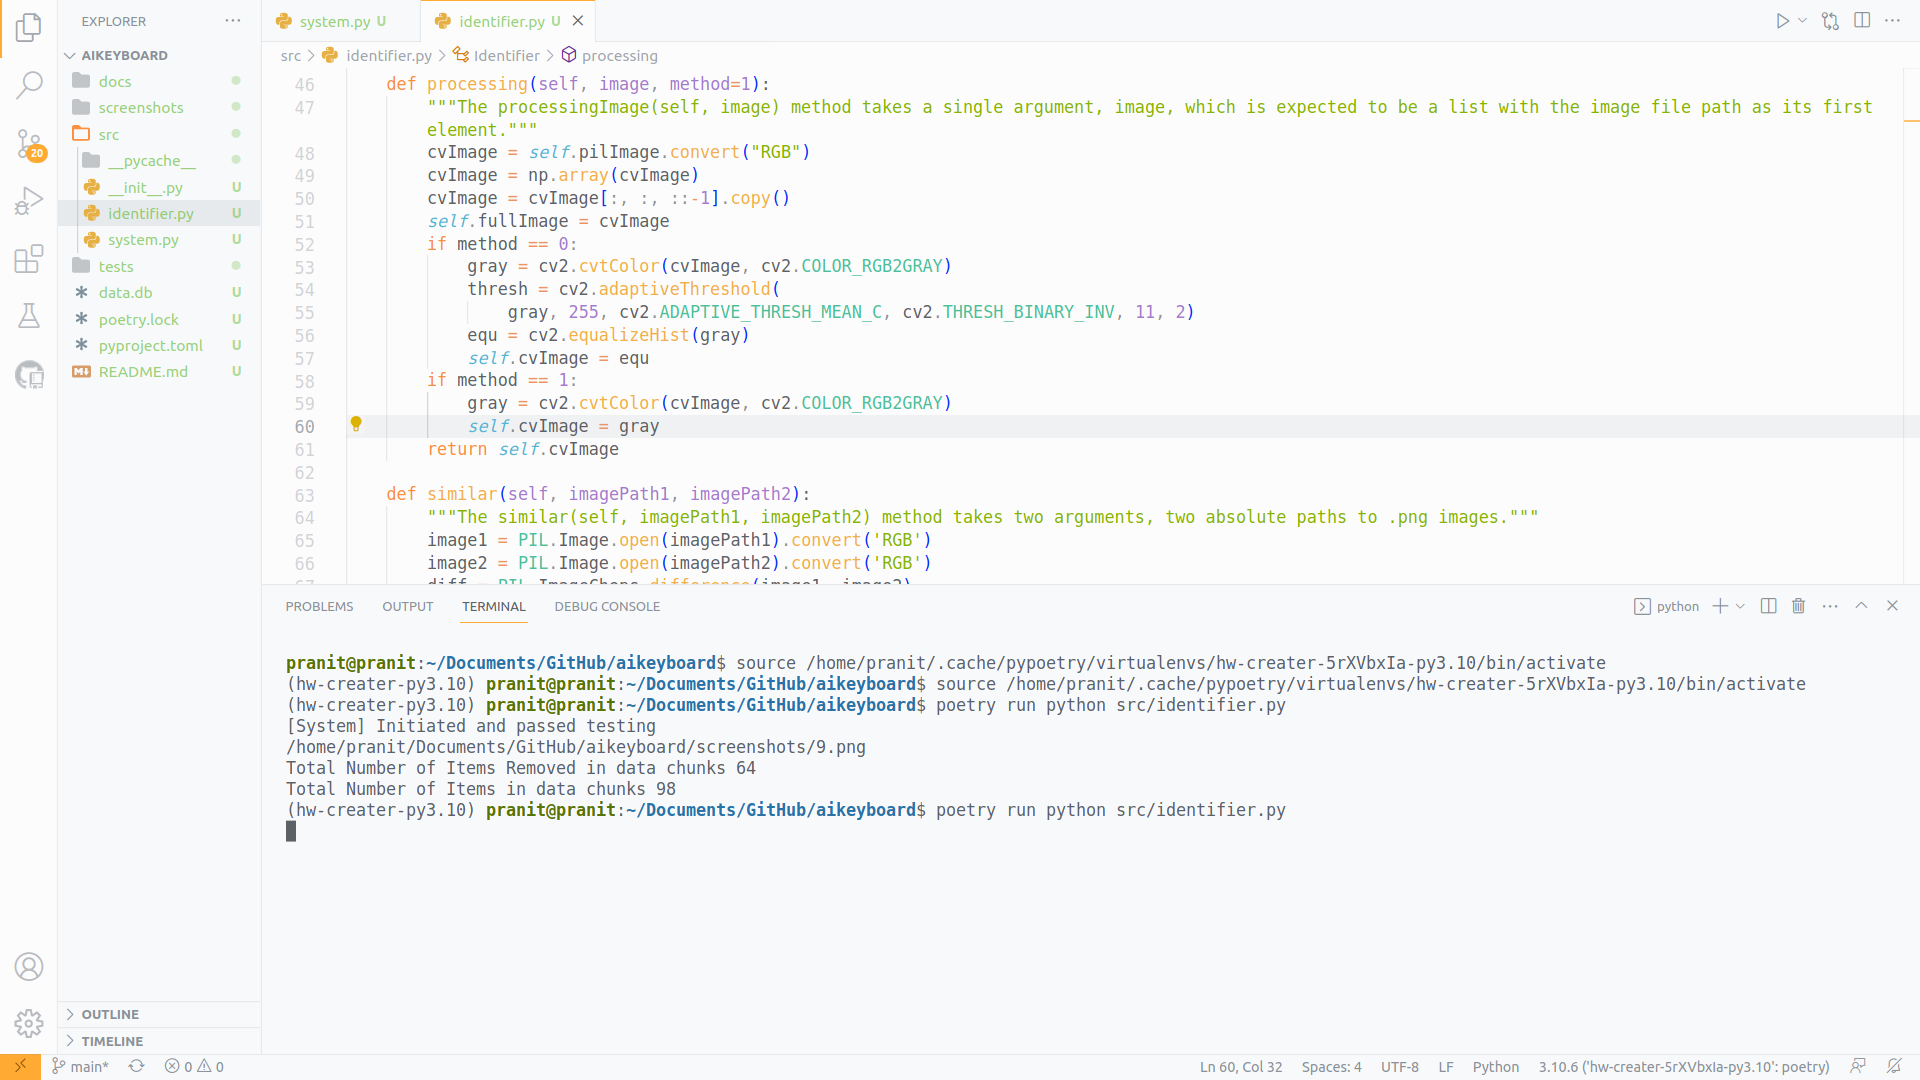 EXPLORER
AIKEYBOARD
docs
screenshots
src
__pycache__
__init__.py U
identifier.py U
system.py U
tests
data.db U
poetry.lock U
pyproject.toml U
README.md U
20
OUTLINE
TIMELINE
system.py U
identifier.py U
src > identifier.py > Identifier > processing
46 def processing(self, image, method=1):
47 """The processingImage(self, image) method takes a single argument, image, which is expected to be a list with the image file path as its first
element."""
48 cvImage = self.pilImage.convert("RGB")
49 cvImage = np.array(cvImage)
50 cvImage = cvImage[:, :, ::-1].copy()
51 self.fullImage = cvImage
52 if method == 0:
53 gray = cv2.cvtColor(cvImage, cv2.COLOR_RGB2GRAY)
54 thresh = cv2.adaptiveThreshold(
55 gray, 255, cv2.ADAPTIVE_THRESH_MEAN_C, cv2.THRESH_BINARY_INV, 11, 2)
56 equ = cv2.equalizeHist(gray)
57 self.cvImage = equ
58 if method == 1:
59 gray = cv2.cvtColor(cvImage, cv2.COLOR_RGB2GRAY)
60 self.cvImage = gray
61 return self.cvImage
62
63 def similar(self, imagePath1, imagePath2):
64 """The similar(self, imagePath1, imagePath2) method takes two arguments, two absolute paths to .png images."""
65 image1 = PIL.Image.open(imagePath1).convert('RGB')
66 image2 = PIL.Image.open(imagePath2).convert('RGB')
67 diff = PIL.ImageChops.difference(image1, image2)
PROBLEMS OUTPUT TERMINAL DEBUG CONSOLE
python
pranit@pranit:~/Documents/GitHub/aikeyboard$ source /home/pranit/.cache/pypoetry/virtualenvs/hw-creater-5rXVbxIa-py3.10/bin/activate
(hw-creater-py3.10) pranit@pranit:~/Documents/GitHub/aikeyboard$ source /home/pranit/.cache/pypoetry/virtualenvs/hw-creater-5rXVbxIa-py3.10/bin/activate
(hw-creater-py3.10) pranit@pranit:~/Documents/GitHub/aikeyboard$ poetry run python src/identifier.py
[System] Initiated and passed testing
/home/pranit/Documents/GitHub/aikeyboard/screenshots/9.png
Total Number of Items Removed in data chunks 64
Total Number of Items in data chunks 98
(hw-creater-py3.10) pranit@pranit:~/Documents/GitHub/aikeyboard$ poetry run python src/identifier.py
main* 0 0
Ln 60, Col 32 Spaces: 4 UTF-8 LF Python 3.10.6 ('hw-creater-5rXVbxIa-py3.10': poetry)